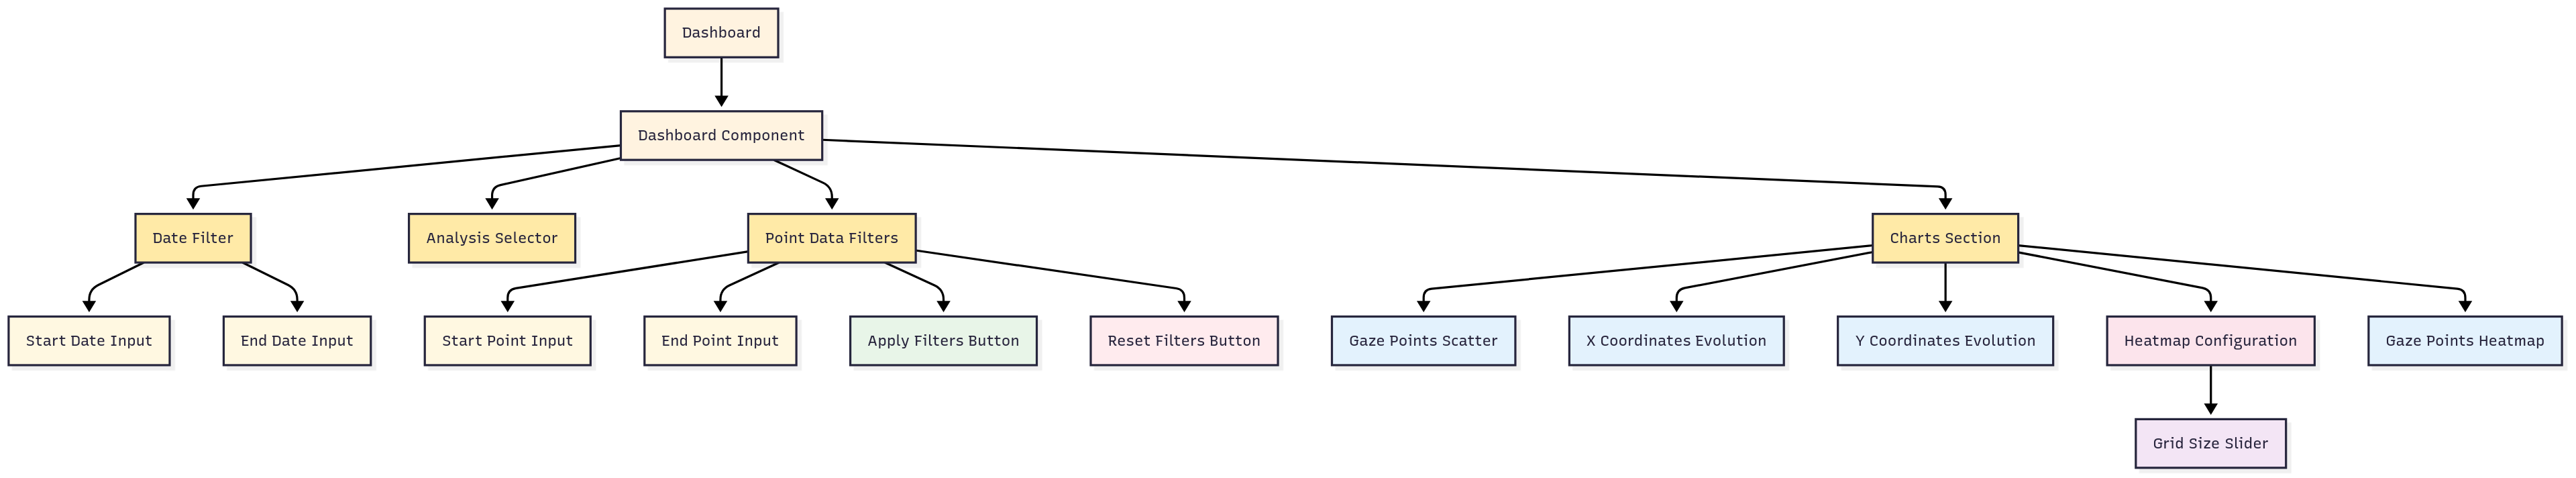 Dashboard
Dashboard Component
Date Filter
Analysis Selector
Point Data Filters
Charts Section
Start Date Input
End Date Input
Start Point Input
End Point Input
Apply Filters Button
Reset Filters Button
Gaze Points Scatter
X Coordinates Evolution
Y Coordinates Evolution
Heatmap Configuration
Gaze Points Heatmap
Grid Size Slider